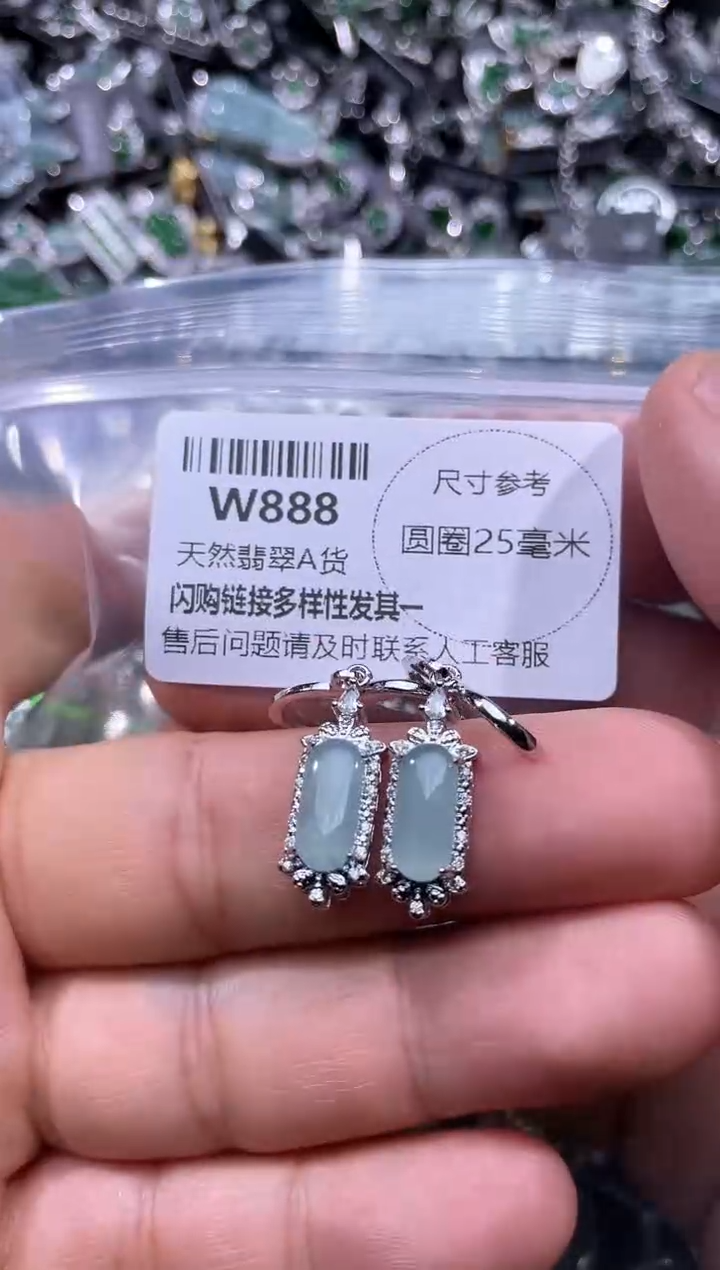 W888
天然翡翠A货
闪购链接多样性发其一
售后问题请及时联系人工客服
尺寸参考
圆圈25毫米